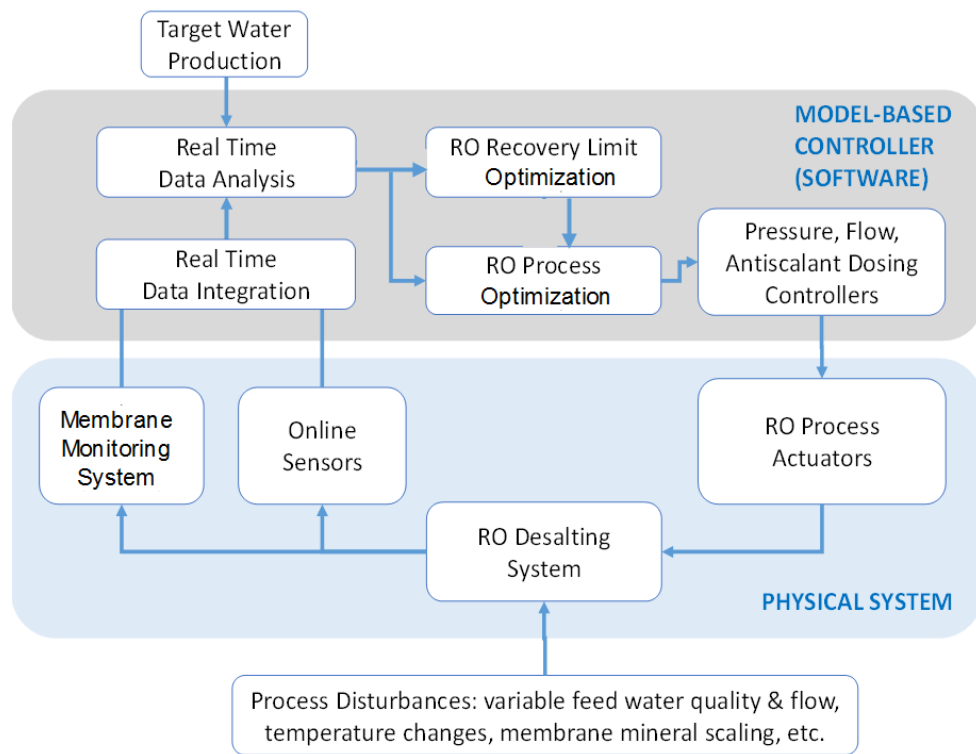 Target Water
Production
MODEL-BASED
CONTROLLER
(SOFTWARE)
Real Time
Data Analysis
RO Recovery Limit
Optimization
Real Time
Data Integration
RO Process
Optimization
Pressure, Flow,
Antiscalant Dosing
Controllers
Membrane
Monitoring
System
Online
Sensors
RO Process
Actuators
RO Desalting
System
PHYSICAL SYSTEM
Process Disturbances: variable feed water quality & flow,
temperature changes, membrane mineral scaling, etc.